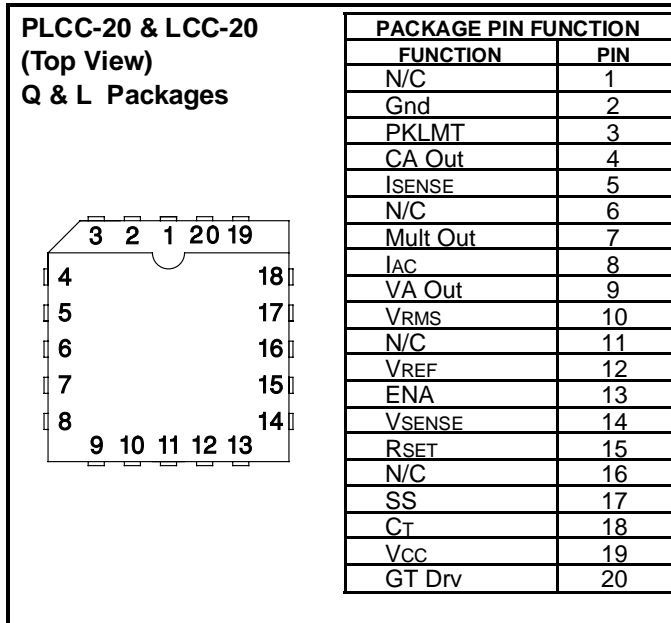 PLCC-20 & LCC-20
(Top View)
Q & L Packages
3 2 1 20 19
4 18
5 17
6 16
7 15
8 14
9 10 11 12 13
PACKAGE PIN FUNCTION
FUNCTION PIN
N/C 1
Gnd 2
PKLMT 3
CA Out 4
ISENSE 5
N/C 6
Mult Out 7
IAC 8
VA Out 9
VRMS 10
N/C 11
VREF 12
ENA 13
VSENSE 14
RSET 15
N/C 16
SS 17
CT 18
VCC 19
GT Drv 20